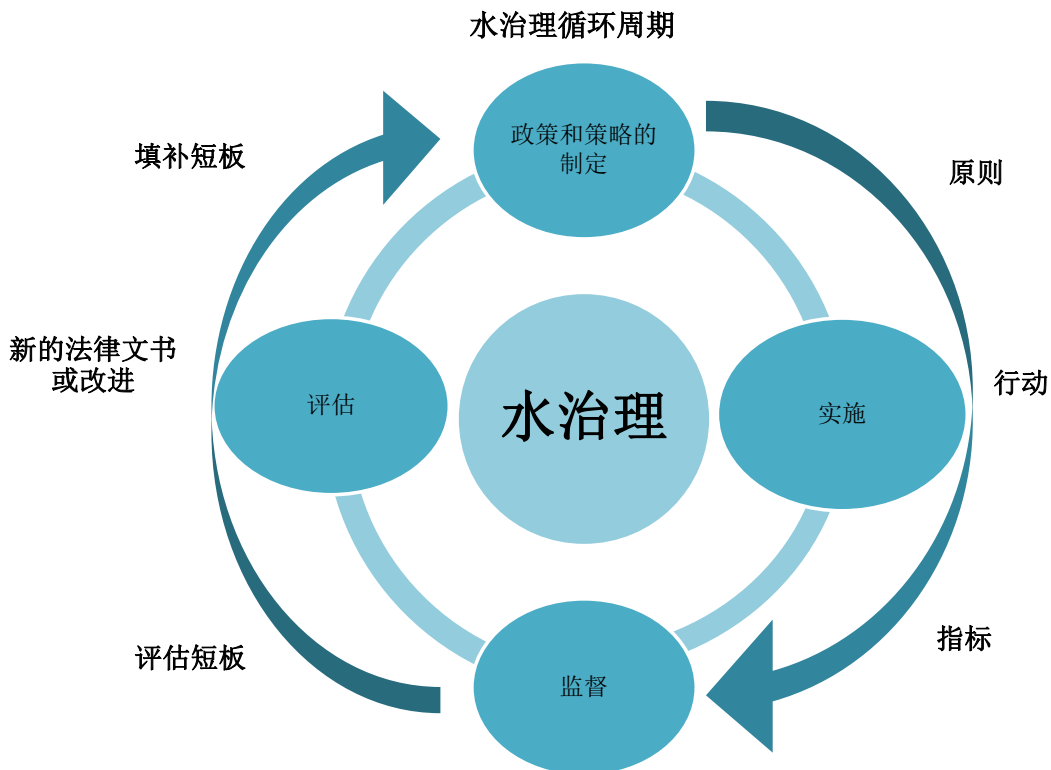 水治理循环周期
政策和策略的
制定
填补短板
原则
新的法律文书
或改进
评估
水治理
实施
行动
评估短板
监督
指标